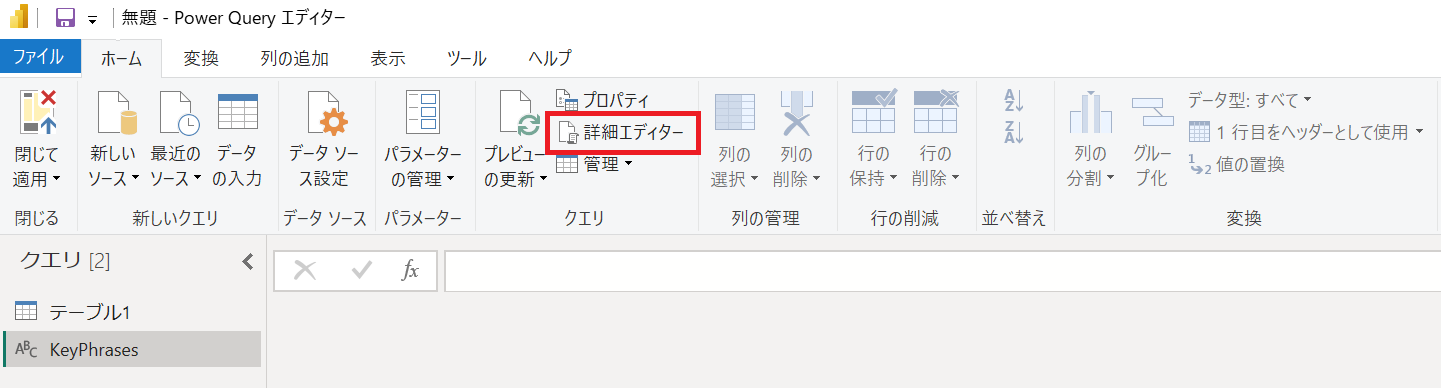 無題 - Power Query エディター
ファイル ホーム 変換 列の追加 表示 ツール ヘルプ
閉じて
適用
閉じる
新しい
ソース
最近の
ソース
データ
の入力
新しいクエリ
データ ソー
ス設定
データ ソース
パラメーター
の管理
パラメーター
プレビュー
の更新
プロパティ
詳細エディター
管理
クエリ
列の
選択
列の
削除
列の管理
行の
保持
行の
削除
行の削減
A
Z
Z
A
並べ替え
列の
分割
グルー
プ化
データ型: すべて
1 行目をヘッダーとして使用
1
2
値の置換
変換
クエリ [2]
fx
テーブル1
ABC KeyPhrases